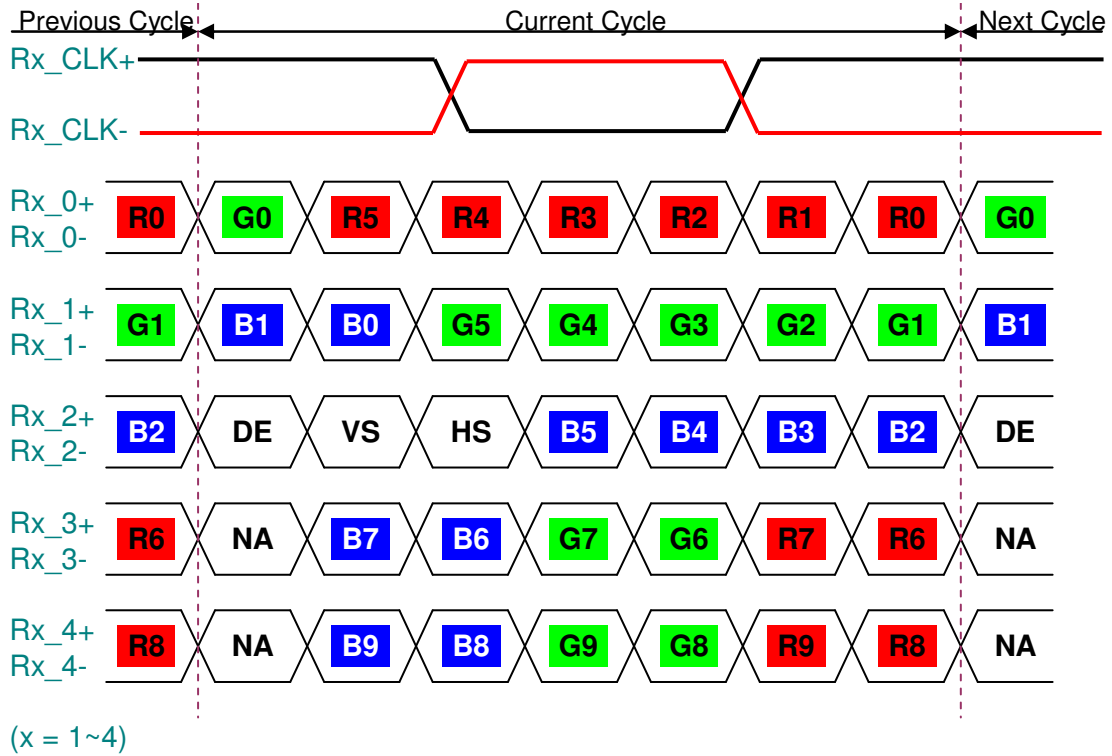 Previous Cycle Current Cycle Next Cycle
Rx_CLK+
Rx_CLK-
Rx_0+
Rx_0-
R0 G0 R5 R4 R3 R2 R1 R0 G0
Rx_1+
Rx_1-
G1 B1 B0 G5 G4 G3 G2 G1 B1
Rx_2+
Rx_2-
B2 DE VS HS B5 B4 B3 B2 DE
Rx_3+
Rx_3-
R6 NA B7 B6 G7 G6 R7 R6 NA
Rx_4+
Rx_4-
R8 NA B9 B8 G9 G8 R9 R8 NA
(x = 1~4)